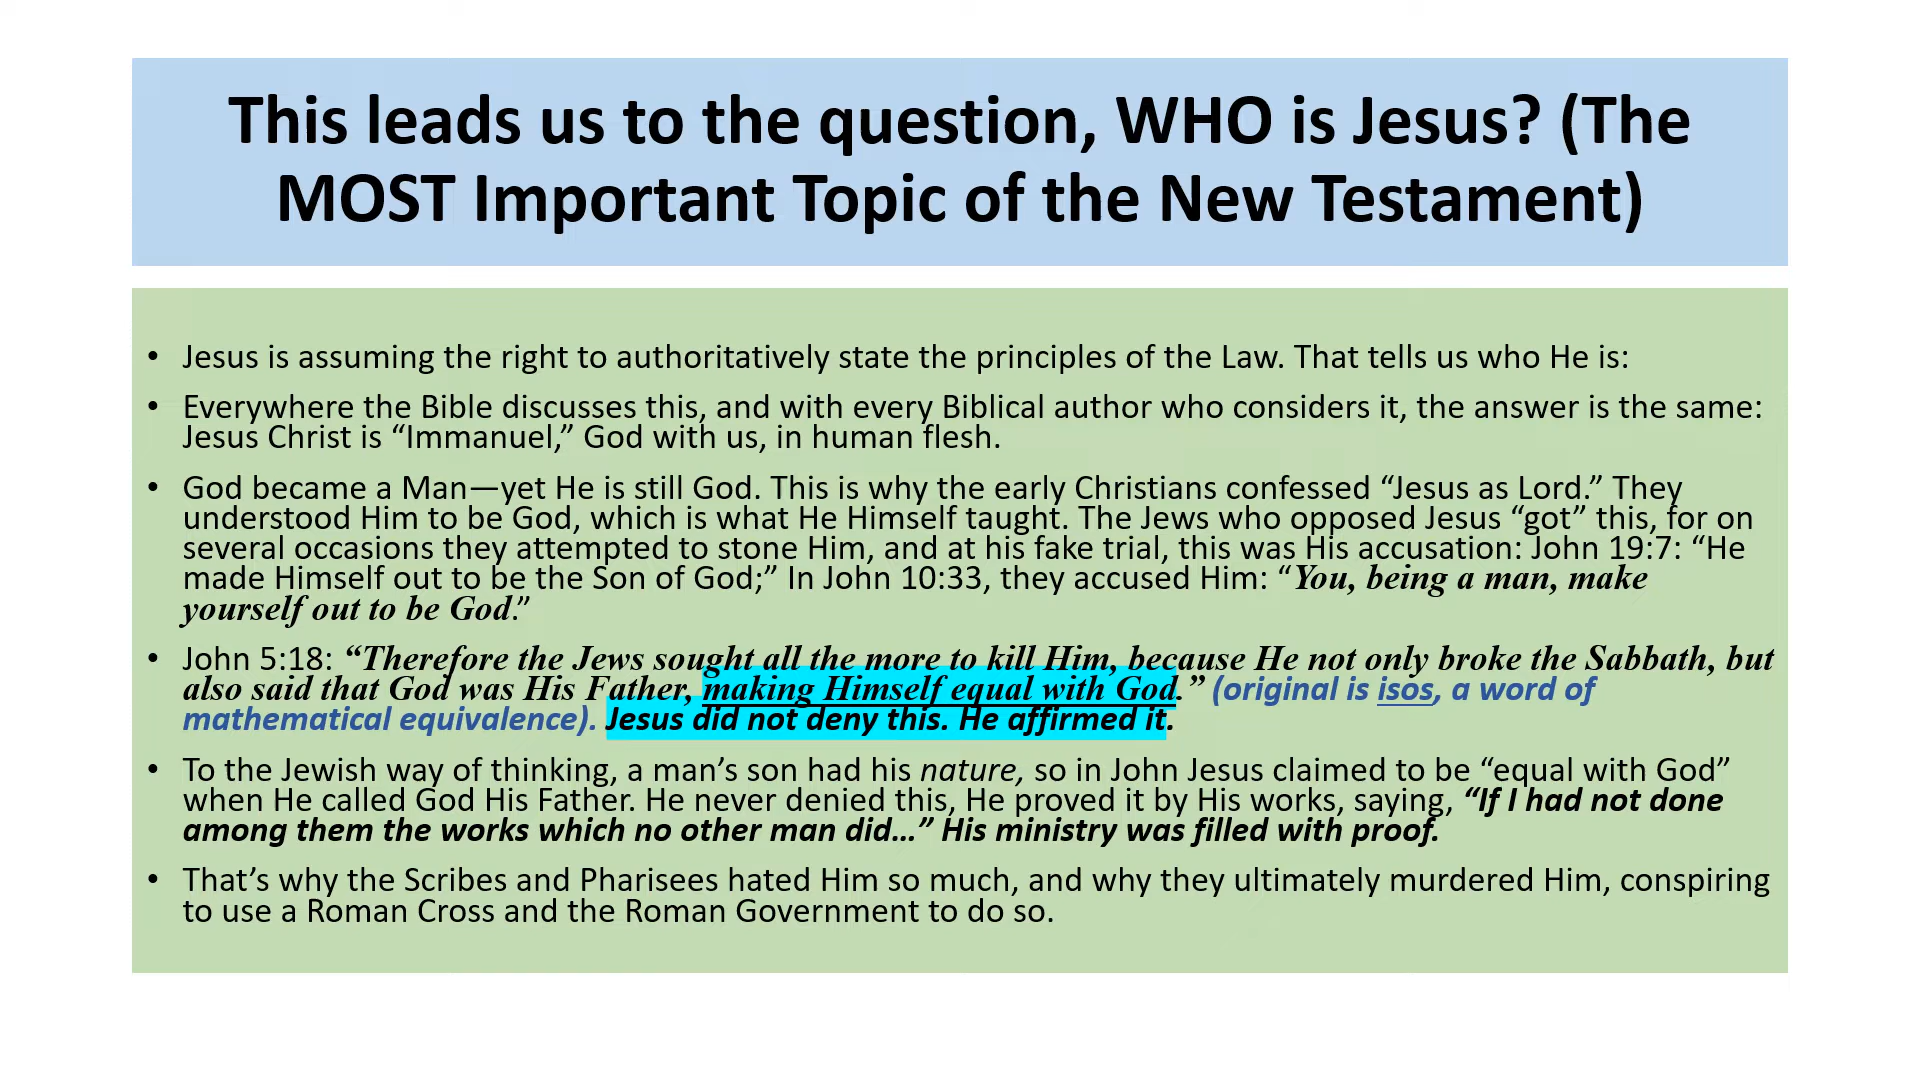 This leads us to the question, WHO is Jesus? (The
MOST Important Topic of the New Testament)
• Jesus is assuming the right to authoritatively state the principles of the Law. That tells us who He is:
• Everywhere the Bible discusses this, and with every Biblical author who considers it, the answer is the same:
Jesus Christ is “Immanuel,” God with us, in human flesh.
• God became a Man—yet He is still God. This is why the early Christians confessed “Jesus as Lord.” They
understood Him to be God, which is what He Himself taught. The Jews who opposed Jesus “got” this, for on
several occasions they attempted to stone Him, and at his fake trial, this was His accusation: John 19:7: “He
made Himself out to be the Son of God;” In John 10:33, they accused Him: “You, being a man, make
yourself out to be God.”
• John 5:18: “Therefore the Jews sought all the more to kill Him, because He not only broke the Sabbath, but
also said that God was His Father, making Himself equal with God.” (original is isos, a word of
mathematical equivalence). Jesus did not deny this. He affirmed it.
• To the Jewish way of thinking, a man’s son had his nature, so in John Jesus claimed to be “equal with God”
when He called God His Father. He never denied this, He proved it by His works, saying, “If I had not done
among them the works which no other man did…” His ministry was filled with proof.
• That’s why the Scribes and Pharisees hated Him so much, and why they ultimately murdered Him, conspiring
to use a Roman Cross and the Roman Government to do so.